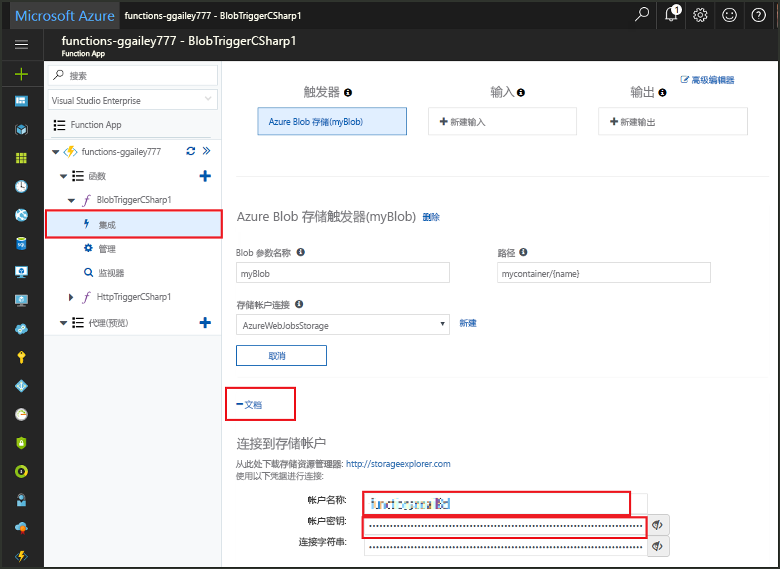 Microsoft Azure functions-ggailey777 - BlobTriggerCSharp1
1
functions-ggailey777 - BlobTriggerCSharp1
Function App
搜索
Visual Studio Enterprise
Function App
functions-ggailey777
函数
BlobTriggerCSharp1
集成
管理
监视器
HttpTriggerCSharp1
代理(预览)
高级编辑器
触发器 输入 输出
Azure Blob 存储(myBlob) 新建输入 新建输出
Azure Blob 存储触发器(myBlob) 删除
Blob 参数名称 路径
myBlob mycontainer/{name}
存储帐户连接
AzureWebJobsStorage 新建
取消
文档
连接到存储帐户
从此处下载存储资源管理器: http://storageexplorer.com
使用以下凭据进行连接:
帐户名称:
帐户密钥:
连接字符串: